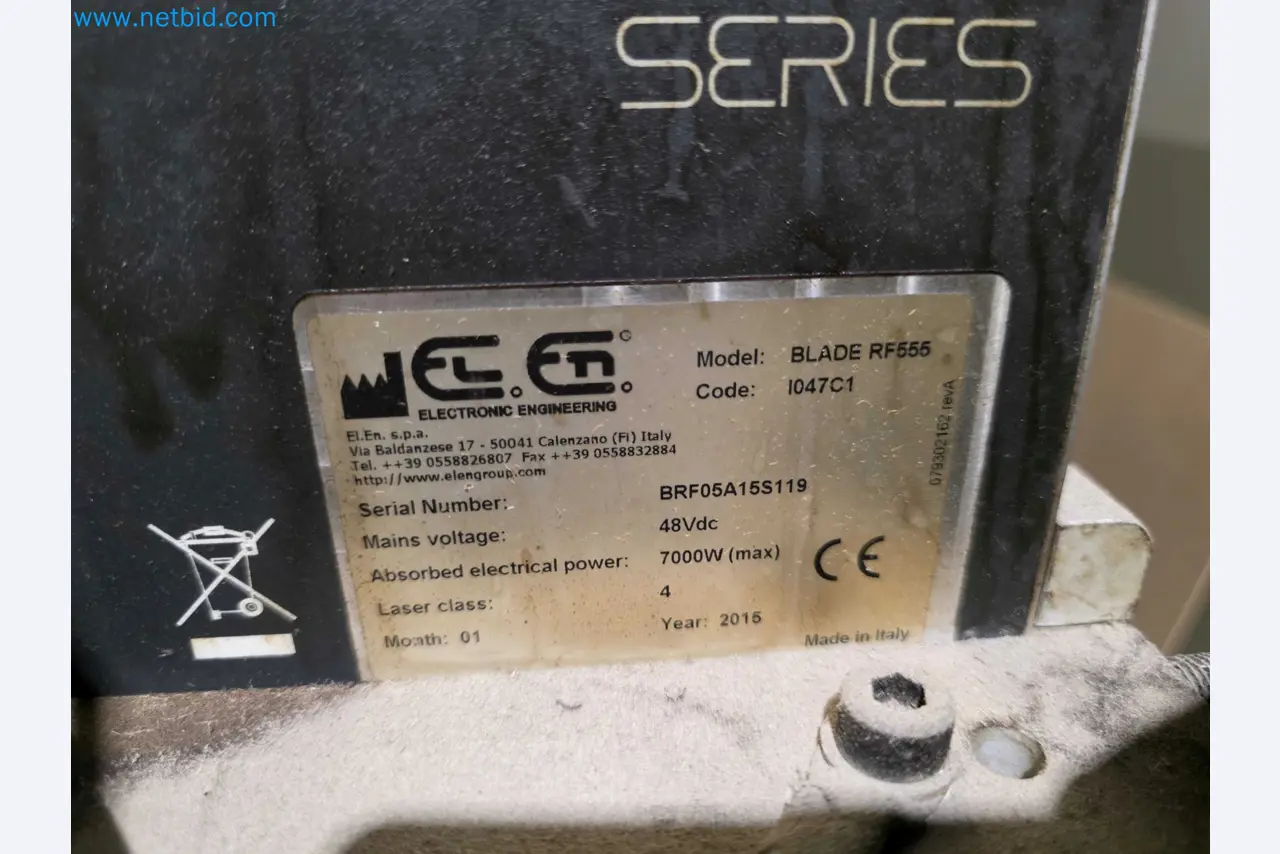 www.netbid.com
SERIES
EL.En.
ELECTRONIC ENGINEERING
El.En. s.p.a.
Via Baldanzese 17 - 50041 Calenzano (Fi) Italy
Tel. ++39 0558826807 Fax ++39 0558832884
http://www.elengroup.com
Model: BLADE RF555
Code: I047C1
079302162 revA
Serial Number: BRF05A15S119
Mains voltage: 48Vdc
Absorbed electrical power: 7000W (max)
Laser class: 4
Month: 01 Year: 2015
CE
Made in Italy